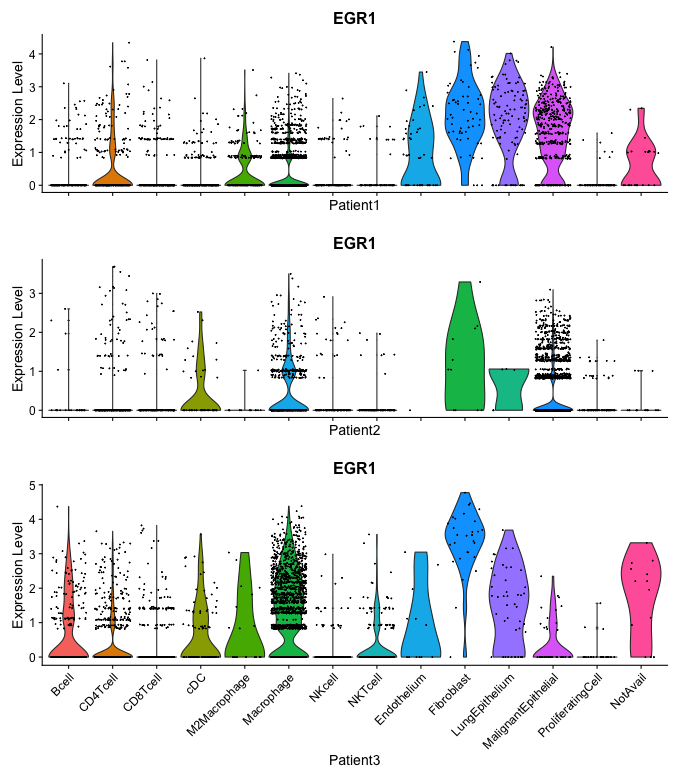 EGR1
Expression Level
4
3
2
1
0
Patient1
EGR1
Expression Level
3
2
1
0
Patient2
EGR1
Expression Level
5
4
3
2
1
0
Bcell
CD4Tcell
CD8Tcell
cDC
M2Macrophage
Macrophage
NKcell
NKTcell
Endothelium
Fibroblast
LungEpithelium
MalignantEpithelial
ProliferatingCell
NotAvail
Patient3